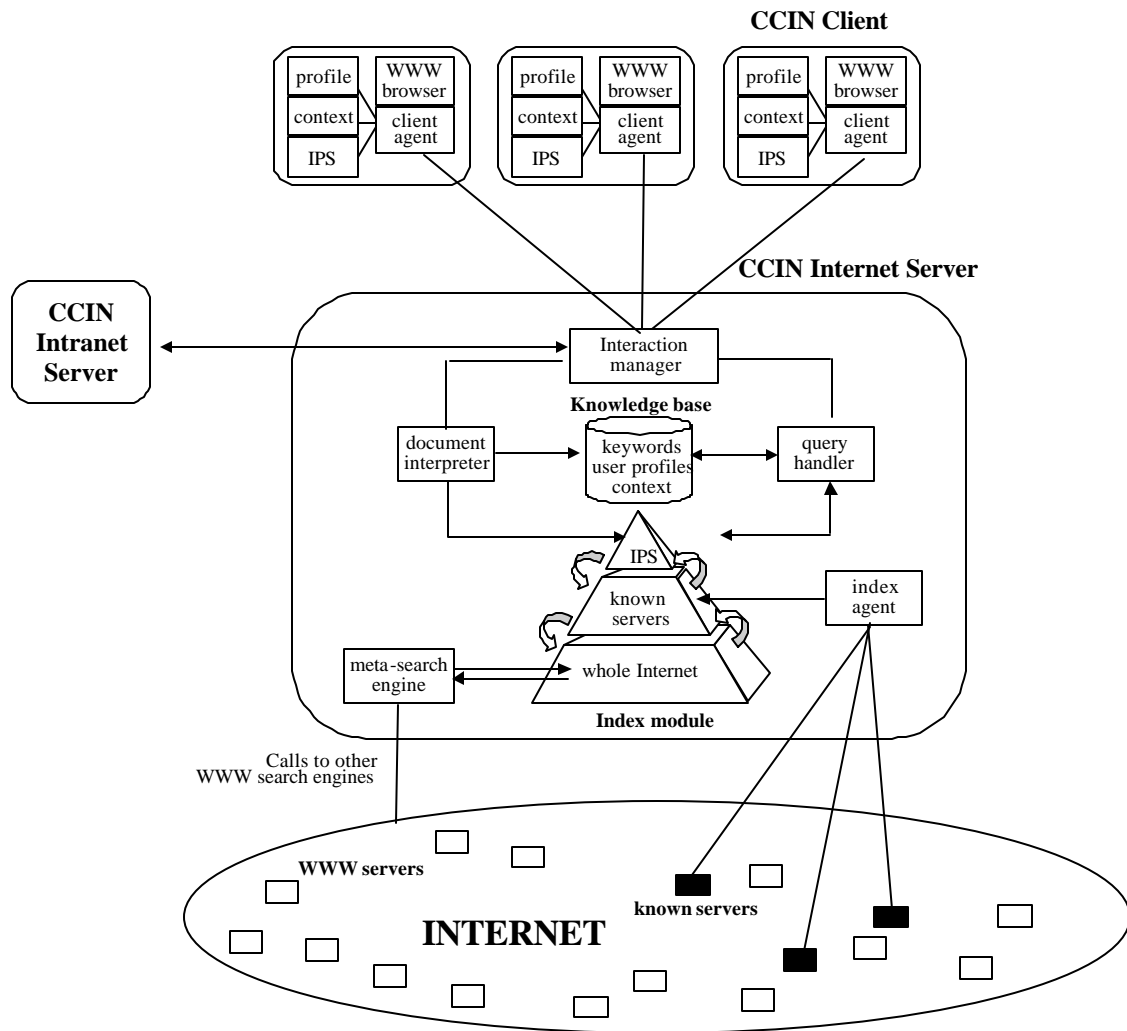 CCIN Client
profile
WWW
browser
context
client
agent
IPS
profile
WWW
browser
context
client
agent
IPS
profile
WWW
browser
context
client
agent
IPS
CCIN Internet Server
CCIN
Intranet
Server
Interaction
manager
Knowledge base
document
interpreter
keywords
user profiles
context
query
handler
IPS
known
servers
index
agent
meta-search
engine
whole Internet
Index module
Calls to other
WWW search engines
WWW servers
known servers
INTERNET